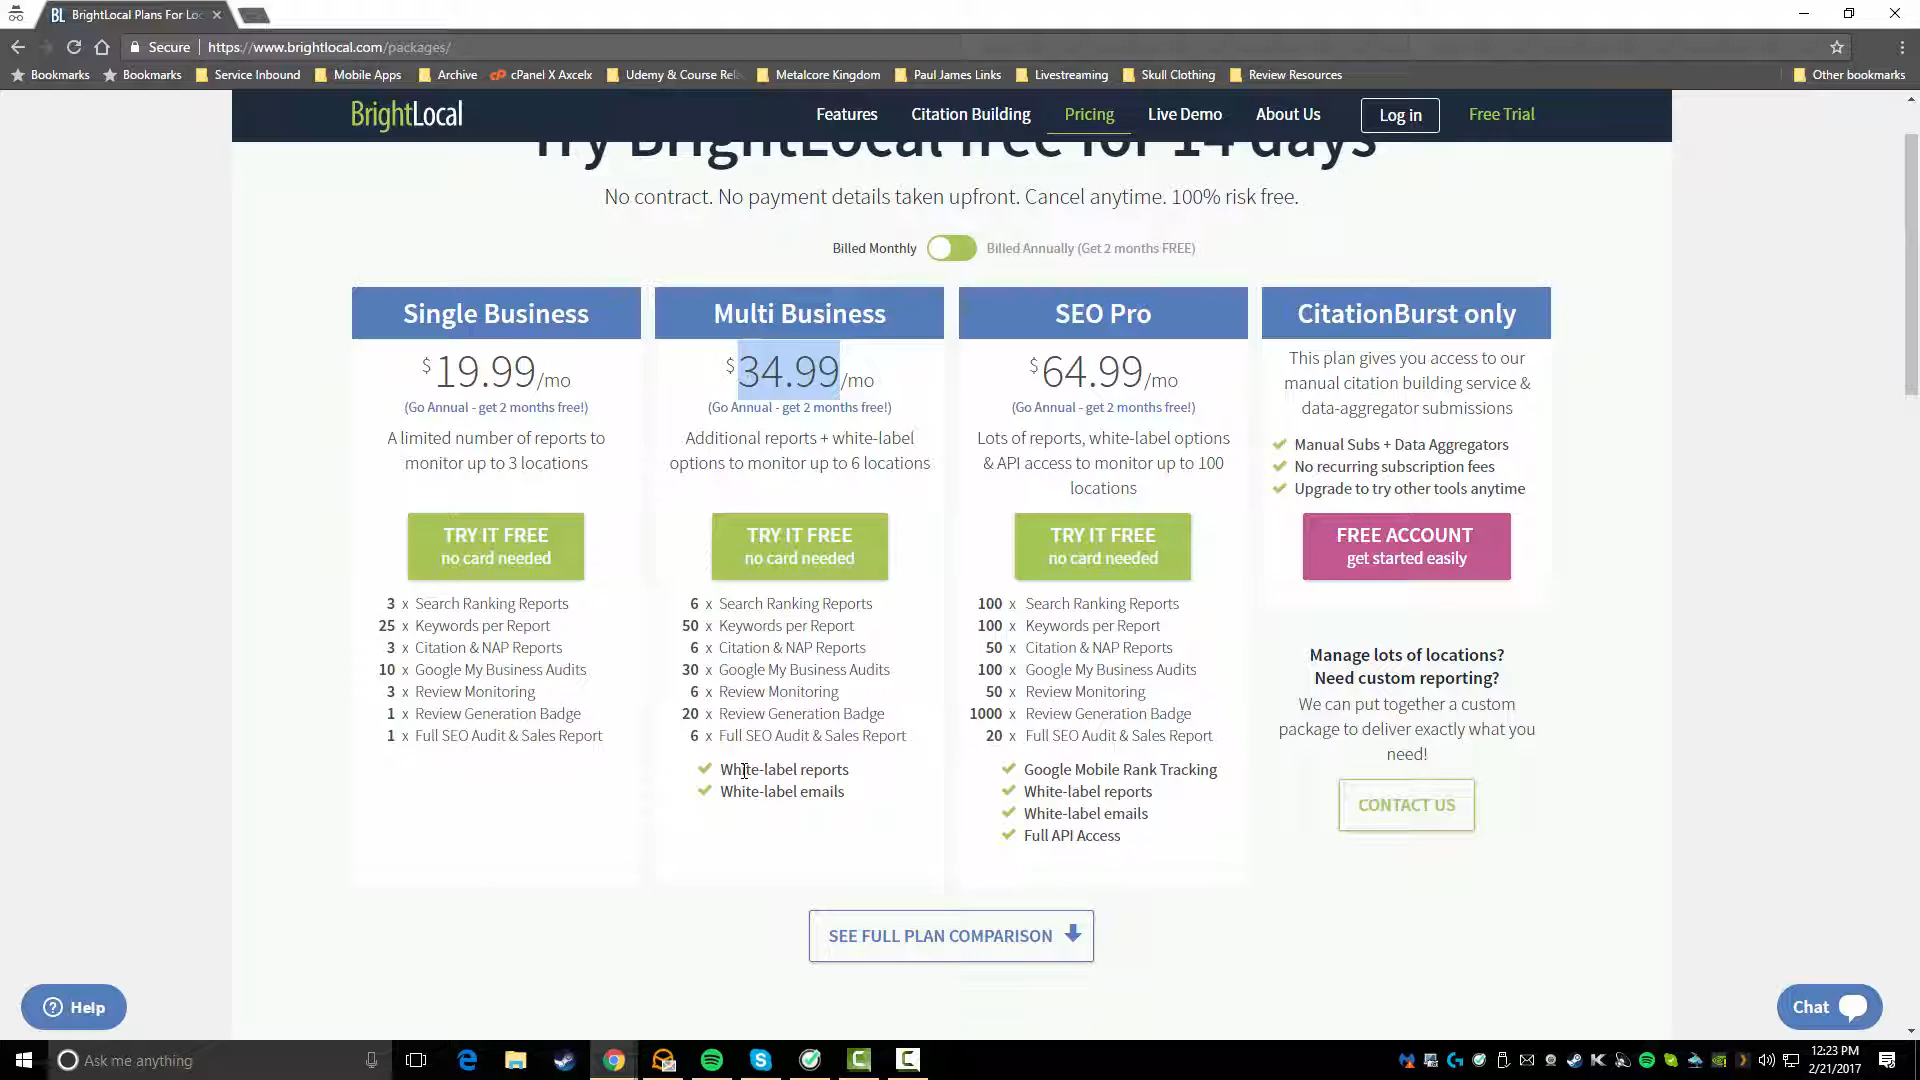 BL BrightLocal Plans For Lo
Secure https://www.brightlocal.com/packages/
Bookmarks Bookmarks Service Inbound Mobile Apps Archive cPanel X Axcelx Udemy & Course Rel Metalcore Kingdom Paul James Links Livestreaming Skull Clothing Review Resources Other bookmarks
BrightLocal Features Citation Building Pricing Live Demo About Us Log in Free Trial
Try BrightLocal free for 14 days
No contract. No payment details taken upfront. Cancel anytime. 100% risk free.
Billed Monthly Billed Annually (Get 2 months FREE)
Single Business
$19.99/mo
(Go Annual - get 2 months free!)
A limited number of reports to
monitor up to 3 locations
TRY IT FREE
no card needed
3 x Search Ranking Reports
25 x Keywords per Report
3 x Citation & NAP Reports
10 x Google My Business Audits
3 x Review Monitoring
1 x Review Generation Badge
1 x Full SEO Audit & Sales Report
Multi Business
$34.99/mo
(Go Annual - get 2 months free!)
Additional reports + white-label
options to monitor up to 6 locations
TRY IT FREE
no card needed
6 x Search Ranking Reports
50 x Keywords per Report
6 x Citation & NAP Reports
30 x Google My Business Audits
6 x Review Monitoring
20 x Review Generation Badge
6 x Full SEO Audit & Sales Report
White-label reports
White-label emails
SEO Pro
$64.99/mo
(Go Annual - get 2 months free!)
Lots of reports, white-label options
& API access to monitor up to 100
locations
TRY IT FREE
no card needed
100 x Search Ranking Reports
100 x Keywords per Report
50 x Citation & NAP Reports
100 x Google My Business Audits
50 x Review Monitoring
1000 x Review Generation Badge
20 x Full SEO Audit & Sales Report
Google Mobile Rank Tracking
White-label reports
White-label emails
Full API Access
CitationBurst only
This plan gives you access to our
manual citation building service &
data-aggregator submissions
Manual Subs + Data Aggregators
No recurring subscription fees
Upgrade to try other tools anytime
FREE ACCOUNT
get started easily
Manage lots of locations?
Need custom reporting?
We can put together a custom
package to deliver exactly what you
need!
CONTACT US
SEE FULL PLAN COMPARISON
Help
Chat
Ask me anything
12:23 PM
2/21/2017